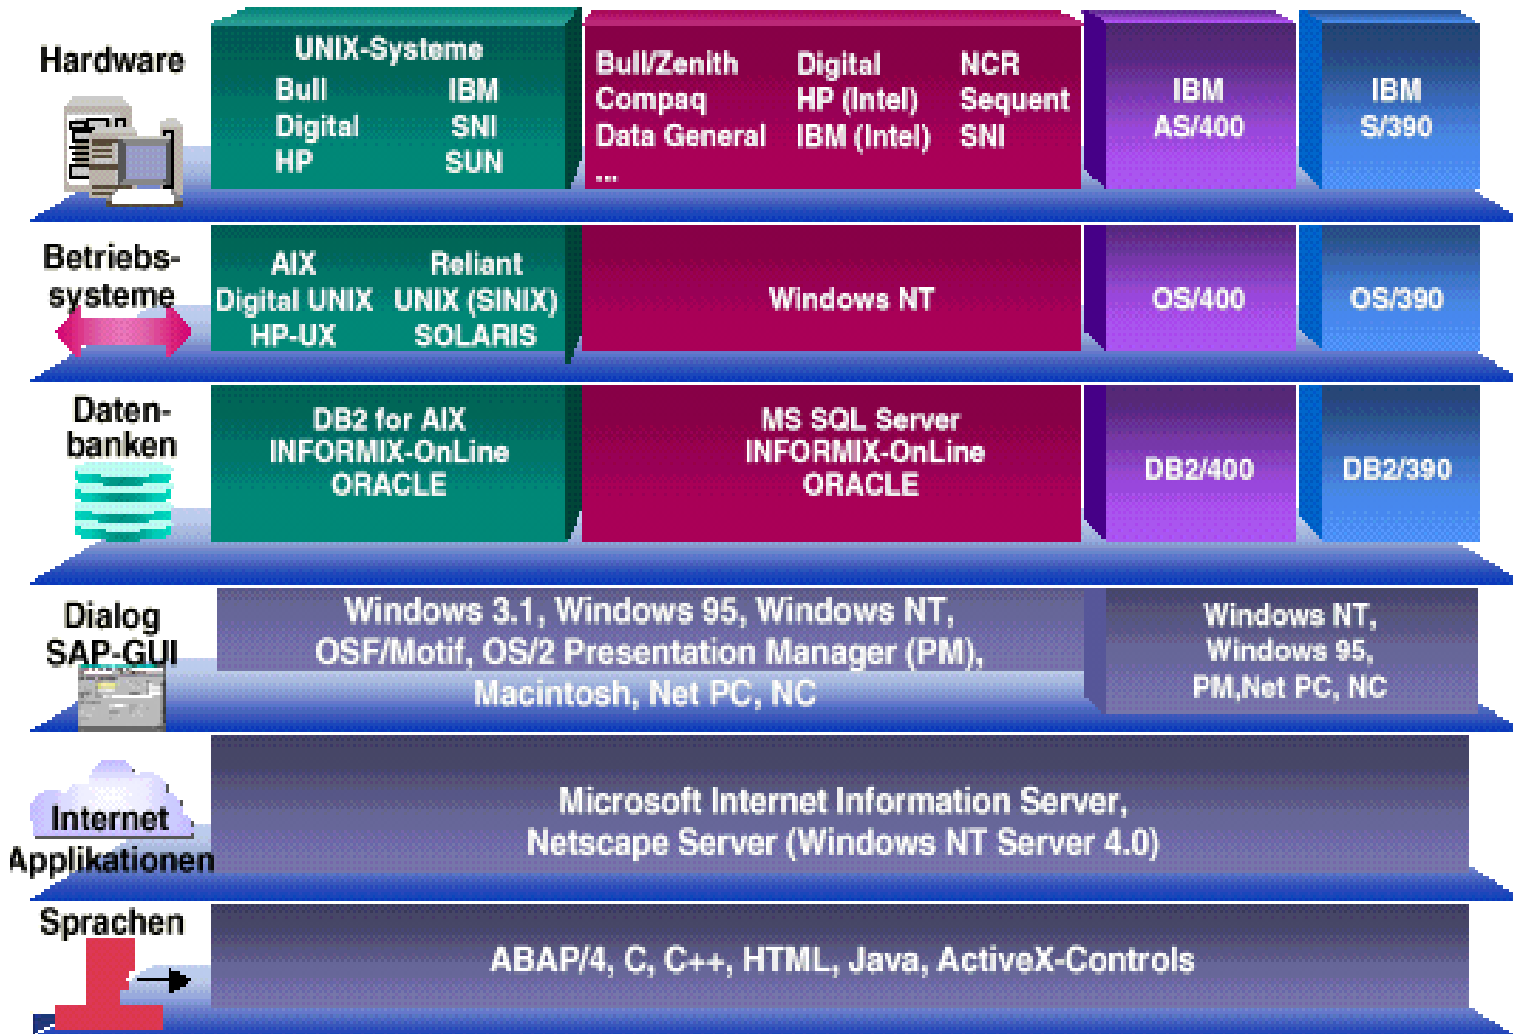 Hardware
UNIX-Systeme
Bull IBM
Digital SNI
HP SUN
Bull/Zenith Digital NCR
Compaq HP (Intel) Sequent
Data General IBM (Intel) SNI
...
IBM
AS/400
IBM
S/390
Betriebs-
systeme
AIX Reliant
Digital UNIX UNIX (SINIX)
HP-UX SOLARIS
Windows NT
OS/400
OS/390
Daten-
banken
DB2 for AIX
INFORMIX-OnLine
ORACLE
MS SQL Server
INFORMIX-OnLine
ORACLE
DB2/400
DB2/390
Dialog
SAP-GUI
Windows 3.1, Windows 95, Windows NT,
OSF/Motif, OS/2 Presentation Manager (PM),
Macintosh, Net PC, NC
Windows NT,
Windows 95,
PM,Net PC, NC
Internet
Applikationen
Microsoft Internet Information Server,
Netscape Server (Windows NT Server 4.0)
Sprachen
ABAP/4, C, C++, HTML, Java, ActiveX-Controls